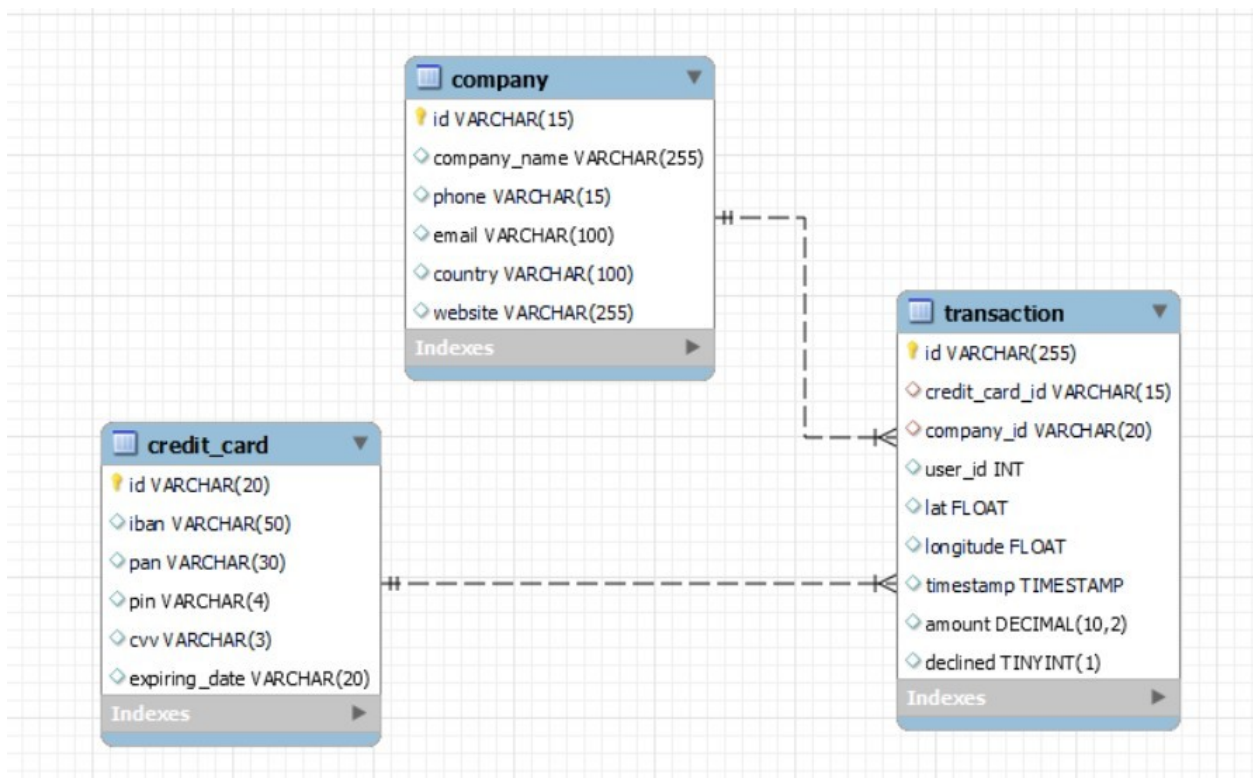 company
id VARCHAR(15)
company_name VARCHAR(255)
phone VARCHAR(15)
email VARCHAR(100)
country VARCHAR(100)
website VARCHAR(255)
Indexes
transaction
id VARCHAR(255)
credit_card_id VARCHAR(15)
company_id VARCHAR(20)
user_id INT
lat FLOAT
longitude FLOAT
timestamp TIMESTAMP
amount DECIMAL(10,2)
declined TINYINT(1)
Indexes
credit_card
id VARCHAR(20)
iban VARCHAR(50)
pan VARCHAR(30)
pin VARCHAR(4)
cvv VARCHAR(3)
expiring_date VARCHAR(20)
Indexes